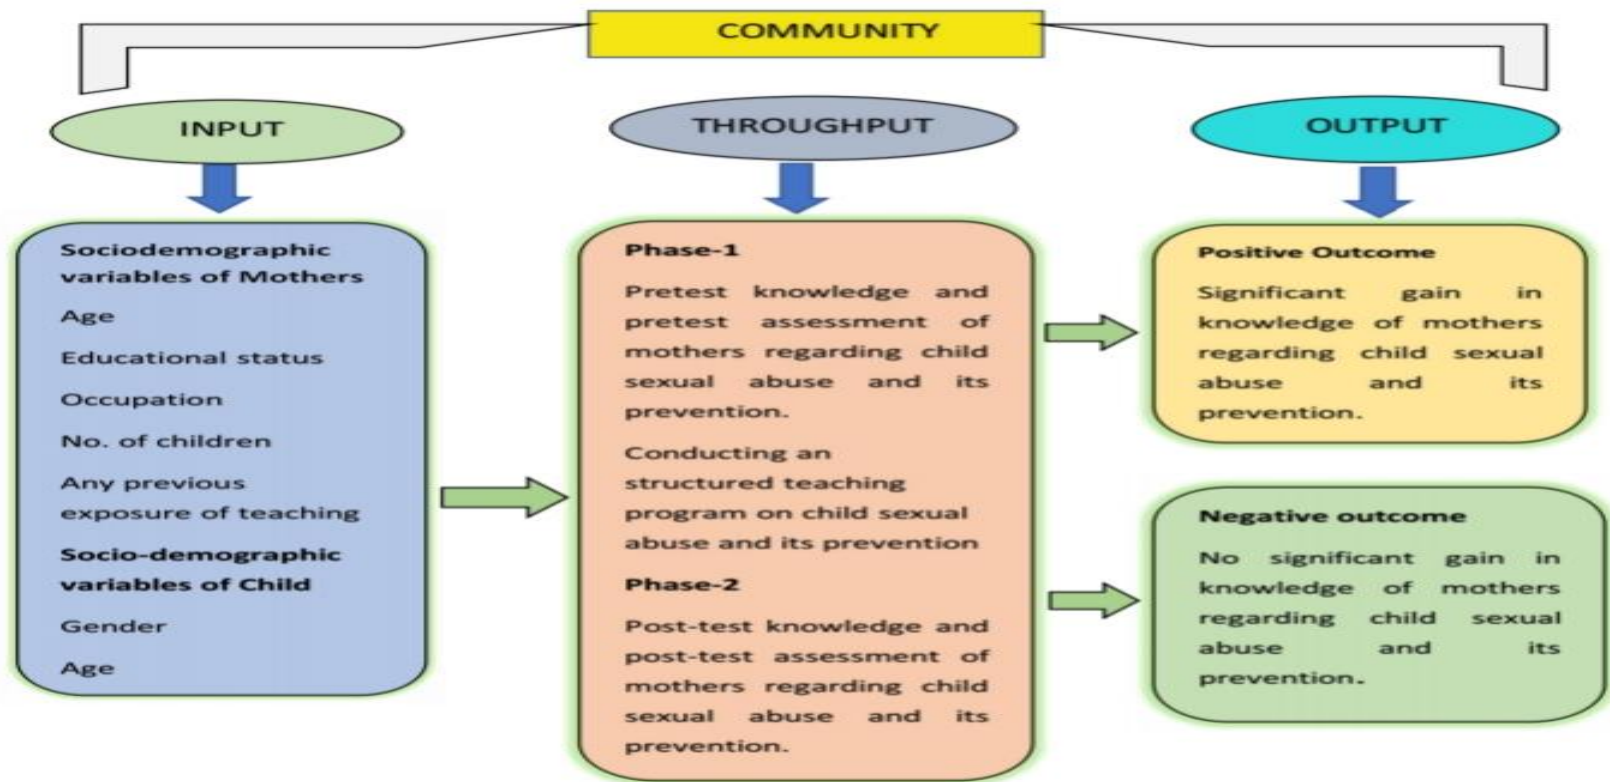 COMMUNITY
INPUT
THROUGHPUT
OUTPUT
Sociodemographic
variables of Mothers
Age
Educational status
Occupation
No. of children
Any previous
exposure of teaching
Socio-demographic
variables of Child
Gender
Age
Phase-1
Pretest knowledge and
pretest assessment of
mothers regarding child
sexual abuse and its
prevention.
Conducting an
structured teaching
program on child sexual
abuse and its prevention
Phase-2
Post-test knowledge and
post-test assessment of
mothers regarding child
sexual abuse and its
prevention.
Positive Outcome
Significant gain in
knowledge of mothers
regarding child sexual
abuse and its
prevention.
Negative outcome
No significant gain in
knowledge of mothers
regarding child sexual
abuse and its
prevention.